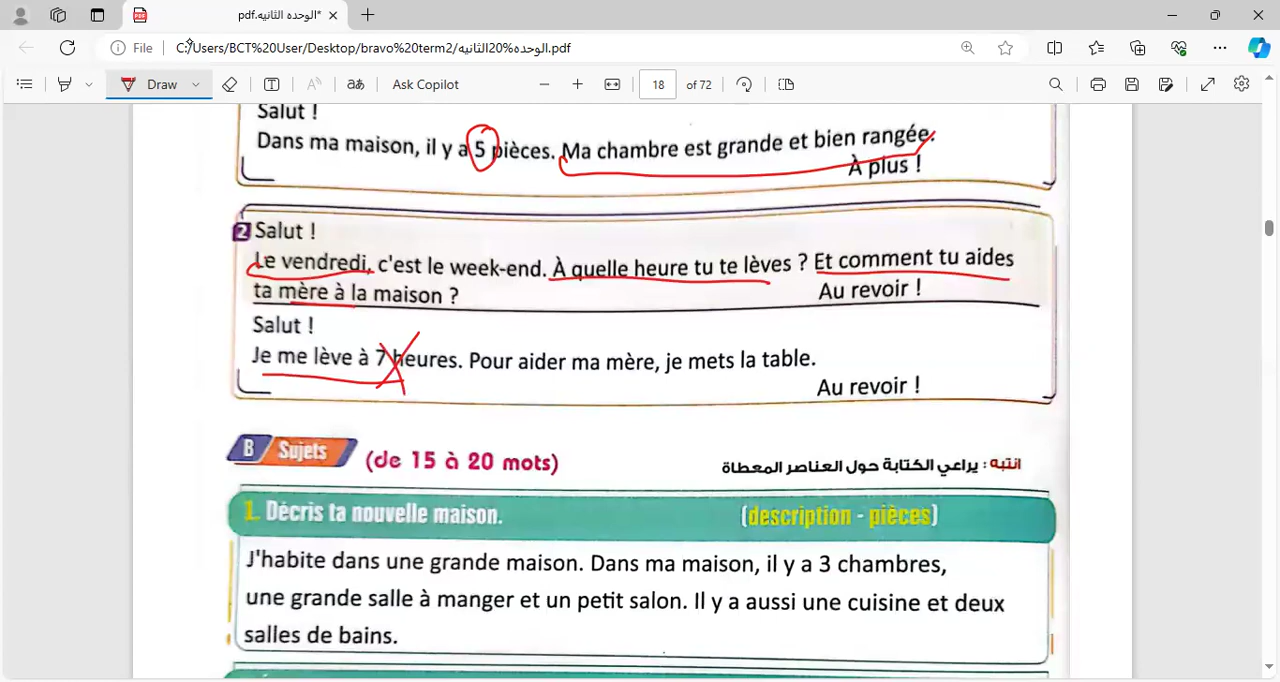 الوحده الثانيه.pdf*
File
C:/Users/BCT%20User/Desktop/bravo%20term2/الوحده%20الثانيه.pdf
Draw
Ask Copilot
18 of 72
Salut !
Dans ma maison, il y a 5 pièces. Ma chambre est grande et bien rangée.
À plus !
2 Salut !
Le vendredi, c'est le week-end. À quelle heure tu te lèves ? Et comment tu aides
ta mère à la maison ?
Au revoir !
Salut !
Je me lève à 7 heures. Pour aider ma mère, je mets la table.
Au revoir !
B Sujets (de 15 à 20 mots)
انتبه : يراعي الكتابة حول العناصر المعطاة
1. Décris ta nouvelle maison. (description - pièces)
J'habite dans une grande maison. Dans ma maison, il y a 3 chambres,
une grande salle à manger et un petit salon. Il y a aussi une cuisine et deux
salles de bains.